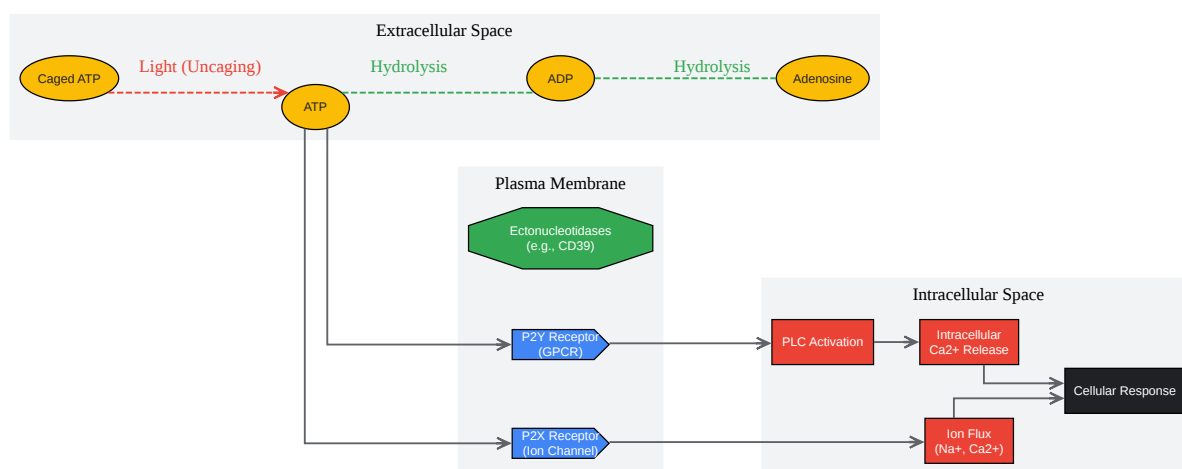 Extracellular Space
Light (Uncaging)
Hydrolysis
Hydrolysis
Caged ATP
ATP
ADP
Adenosine
Plasma Membrane
Ectonucleotidases
(e.g., CD39)
Intracellular Space
P2Y Receptor
(GPCR)
PLC Activation
Intracellular
Ca2+ Release
Cellular Response
P2X Receptor
(Ion Channel)
Ion Flux
(Na+, Ca2+)